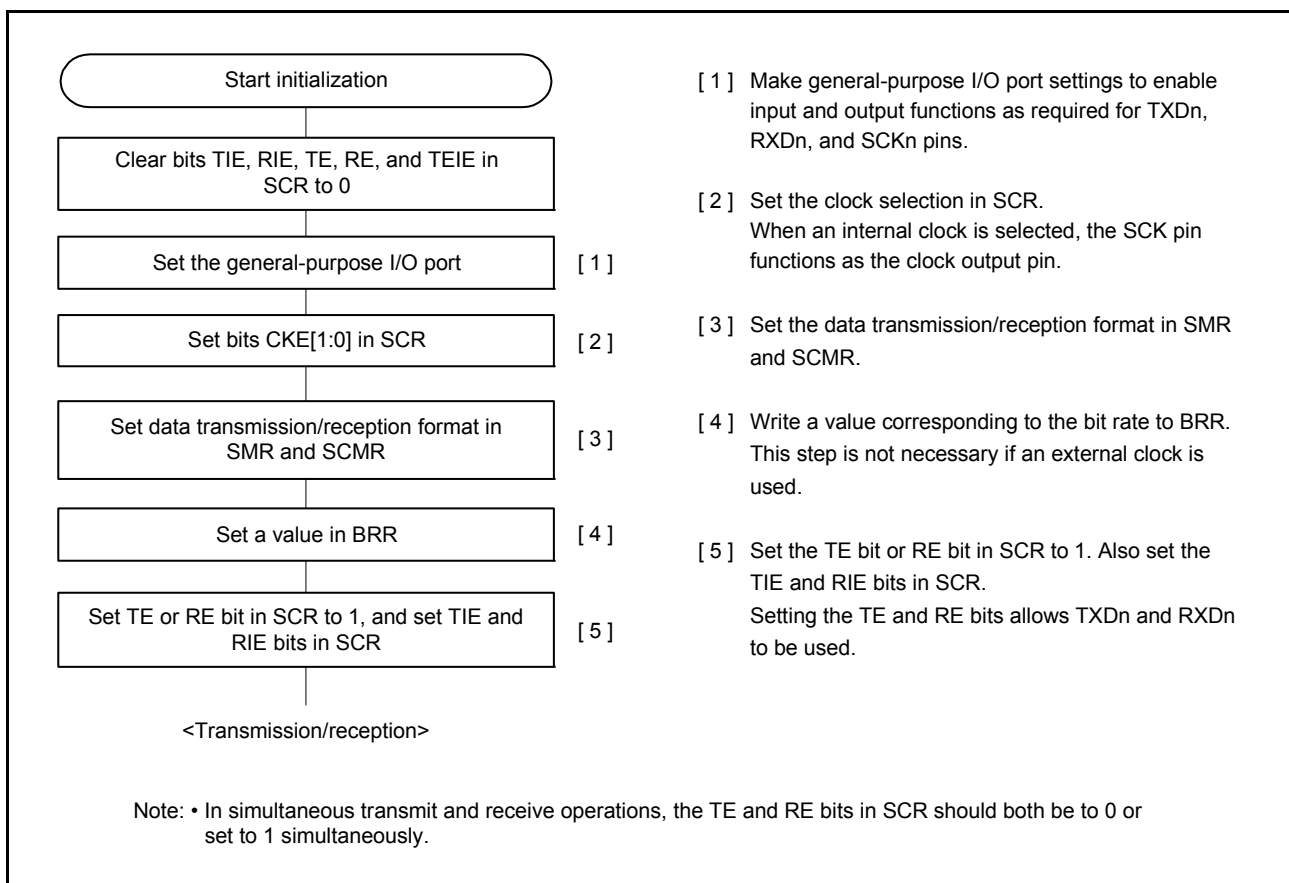 Start initialization
Clear bits TIE, RIE, TE, RE, and TEIE in
SCR to 0
Set the general-purpose I/O port
[ 1 ]
Set bits CKE[1:0] in SCR
[ 2 ]
Set data transmission/reception format in
SMR and SCMR
[ 3 ]
Set a value in BRR
[ 4 ]
Set TE or RE bit in SCR to 1, and set TIE and
RIE bits in SCR
[ 5 ]
<Transmission/reception>
[ 1 ] Make general-purpose I/O port settings to enable
input and output functions as required for TXDn,
RXDn, and SCKn pins.
[ 2 ] Set the clock selection in SCR.
When an internal clock is selected, the SCK pin
functions as the clock output pin.
[ 3 ] Set the data transmission/reception format in SMR
and SCMR.
[ 4 ] Write a value corresponding to the bit rate to BRR.
This step is not necessary if an external clock is
used.
[ 5 ] Set the TE bit or RE bit in SCR to 1. Also set the
TIE and RIE bits in SCR.
Setting the TE and RE bits allows TXDn and RXDn
to be used.
Note: • In simultaneous transmit and receive operations, the TE and RE bits in SCR should both be to 0 or
set to 1 simultaneously.